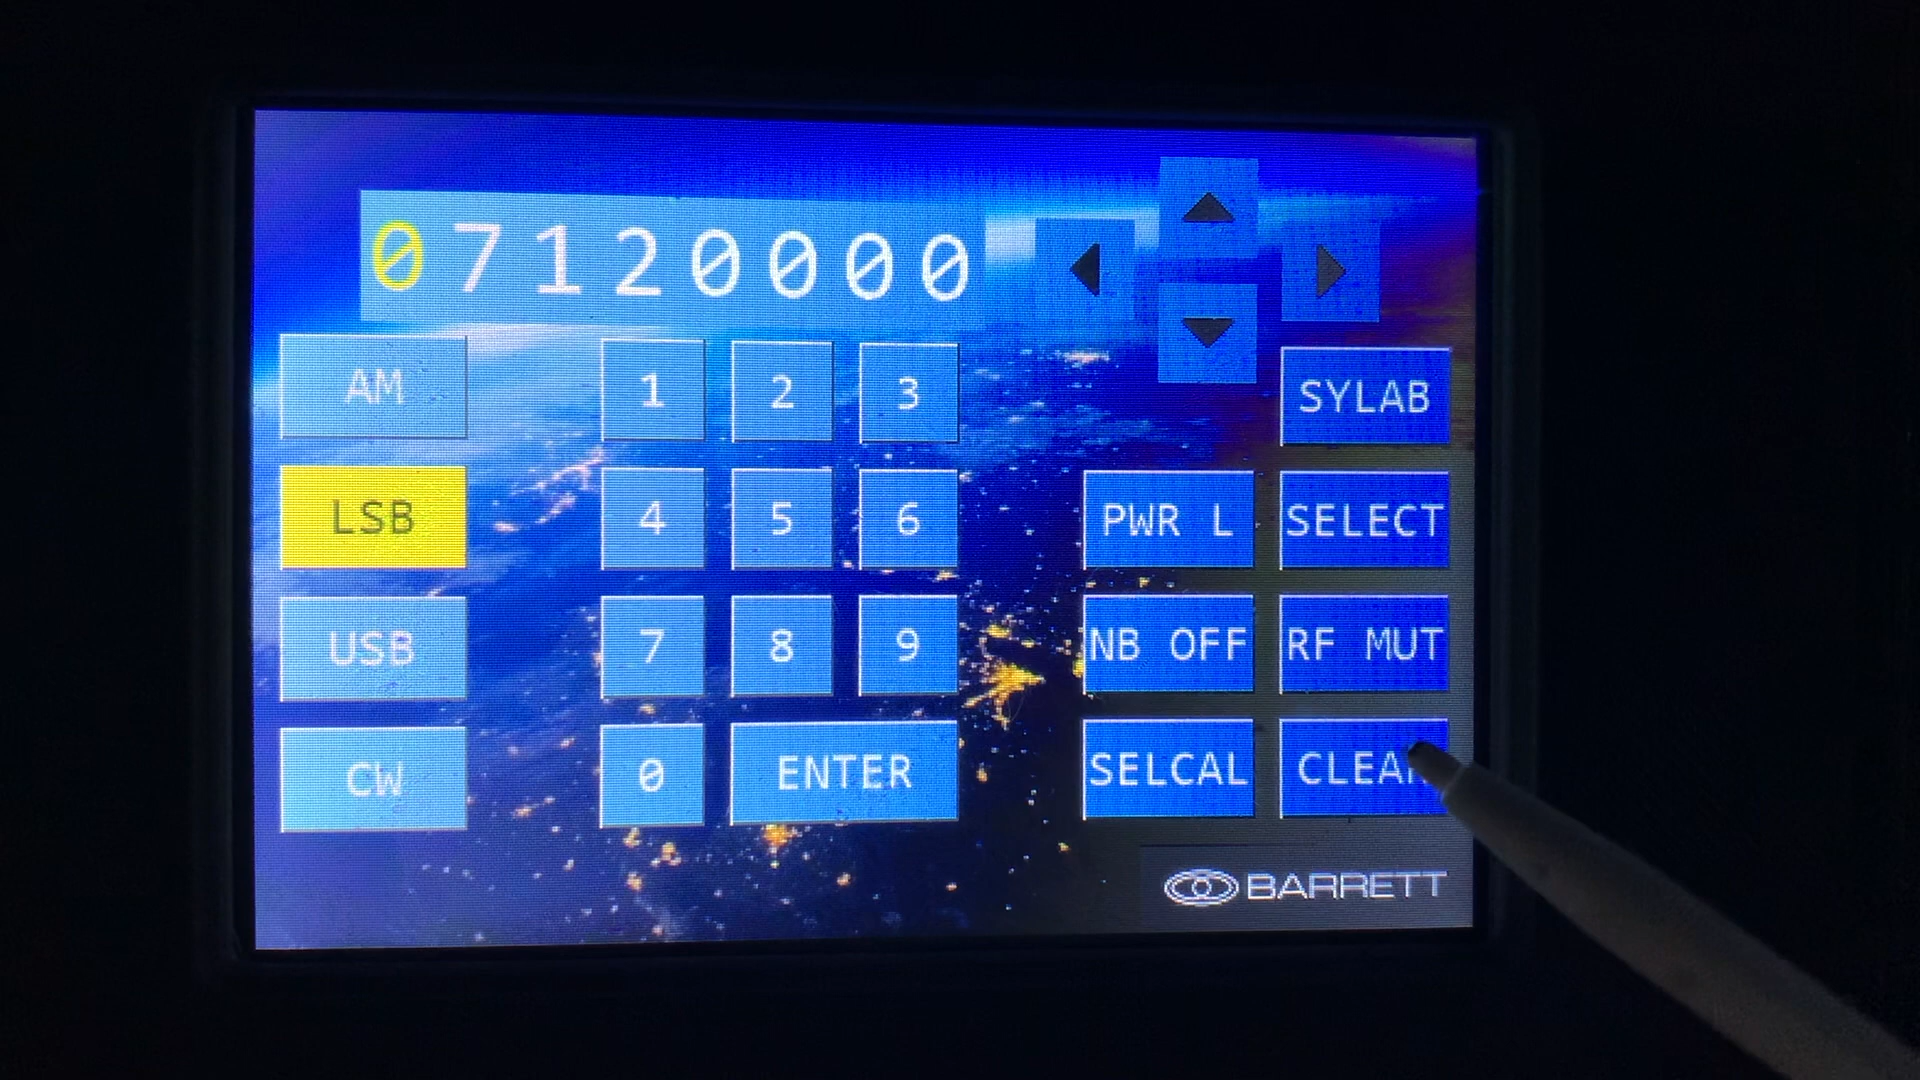 07120000
AM 1 2 3 SYLAB
LSB 4 5 6 PWR L SELECT
USB 7 8 9 NB OFF RF MUT
CW 0 ENTER SELCAL CLEAR
BARRETT